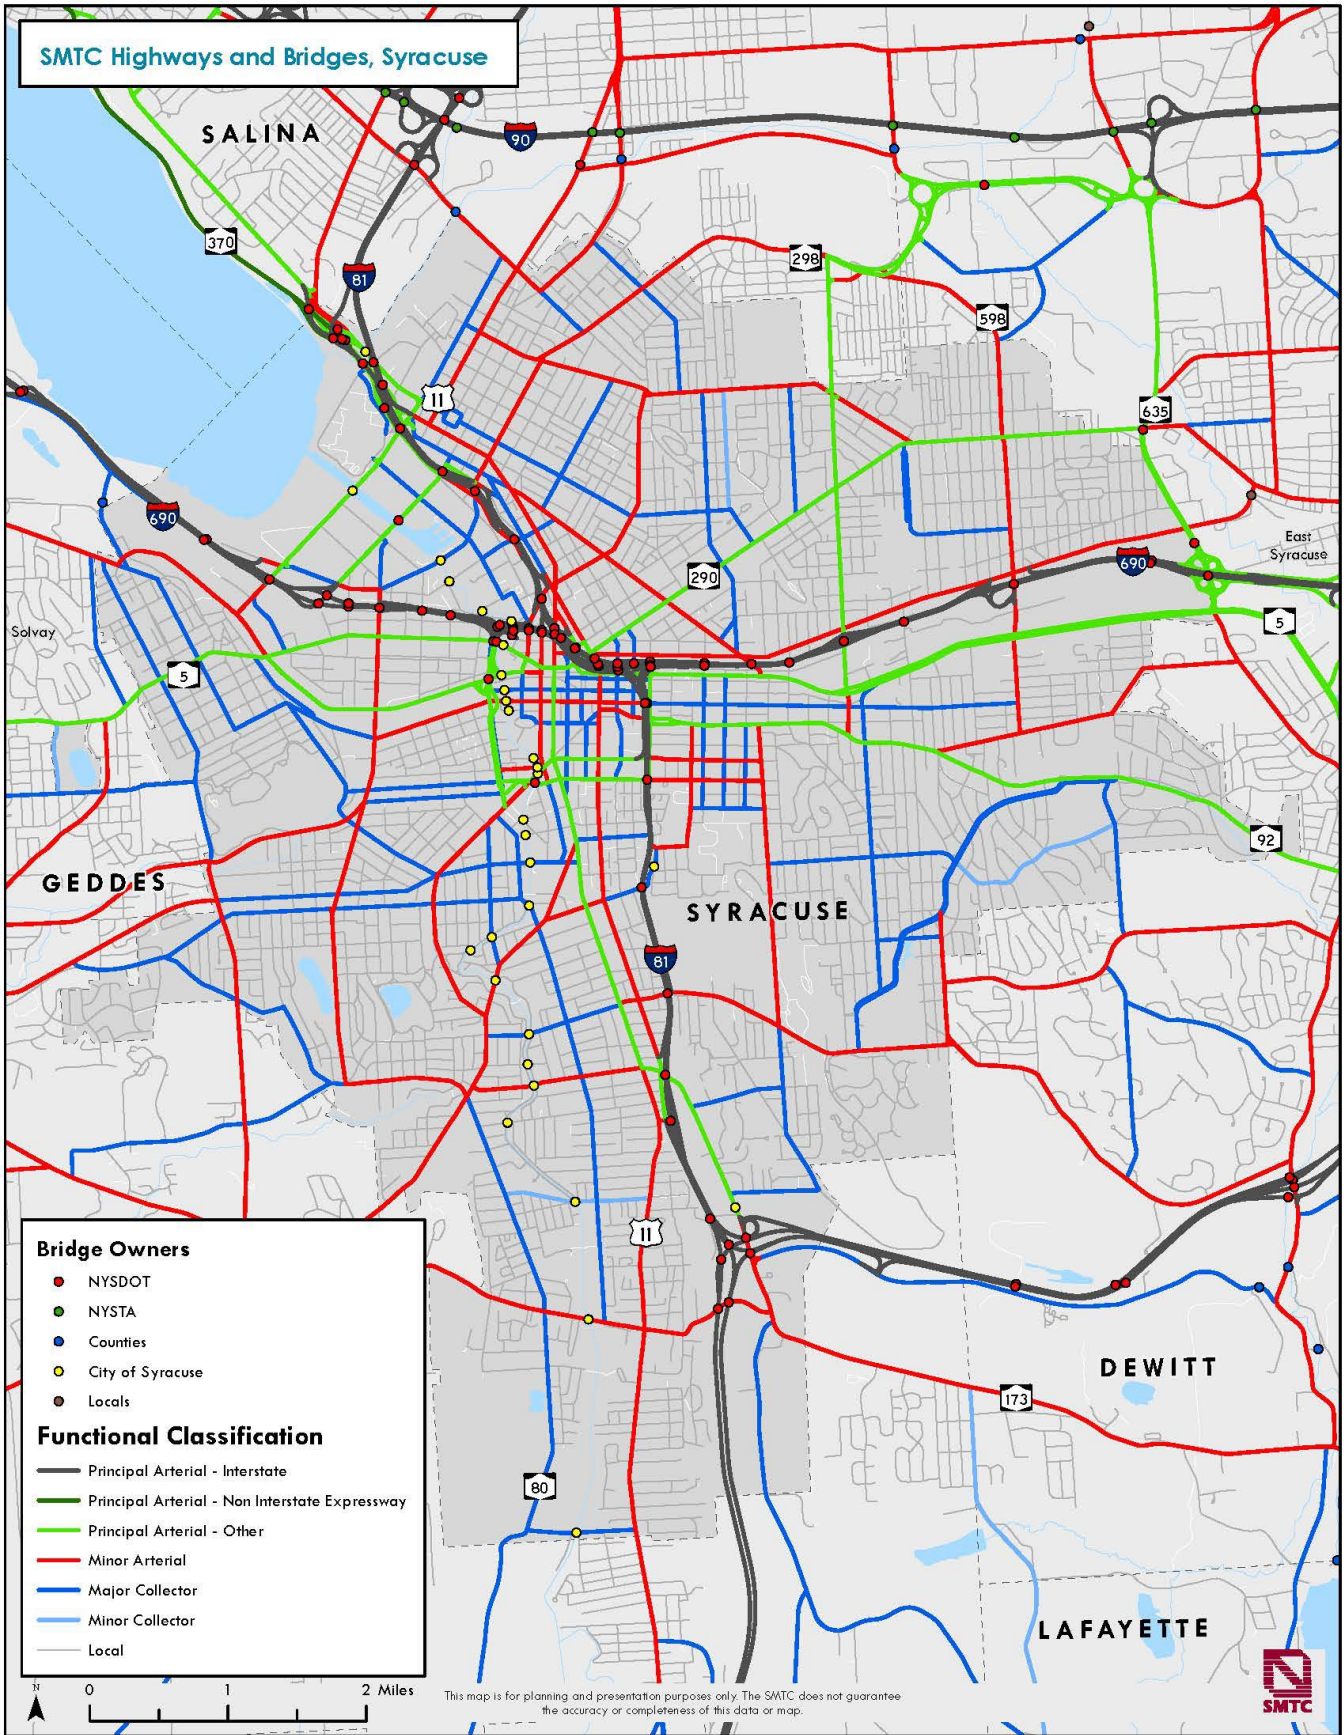 SMTC Highways and Bridges, Syracuse
SALINA
90
370
81
298
598
11
635
690
290
690
East
Syracuse
Solvay
5
5
92
GEDDES
SYRACUSE
81
11
DEWITT
173
80
LAFAYETTE
Bridge Owners
NYSDOT
NYSTA
Counties
City of Syracuse
Locals
Functional Classification
Principal Arterial - Interstate
Principal Arterial - Non Interstate Expressway
Principal Arterial - Other
Minor Arterial
Major Collector
Minor Collector
Local
N
0 1 2 Miles
This map is for planning and presentation purposes only. The SMTC does not guarantee
the accuracy or completeness of this data or map.
SMTC